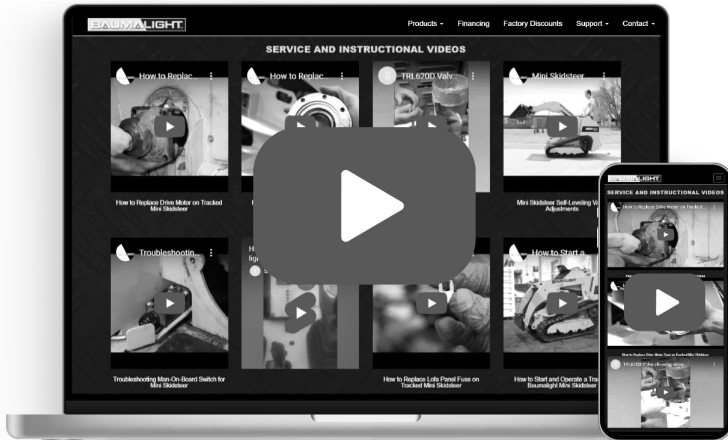 BAUMALIGHT
Products
Financing
Factory Discounts
Support
Contact
SERVICE AND INSTRUCTIONAL VIDEOS
How to Replac...
How to Replac...
S
TRL620D Valv...
Mini Skidsteer ...
How to Replace Drive Motor on Tracked
Mini Skidsteer
Mini Skidsteer Self-Leveling
Adjustments
Troubleshootin...
S
How to Start a
Troubleshooting Man-On-Board Switch for
Mini Skidsteer
How to Replace Lofa Panel Fuse on
Tracked Mini Skidsteer
How to Start and Operate a
Baumalight Mini Skidsteer
BAUMALIGHT
SERVICE AND INSTRUCTIONAL VIDEOS
How to Replace Drive Motor on Tracked